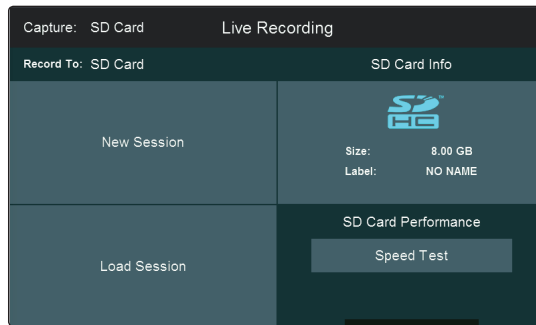 Capture: SD Card Live Recording
Record To: SD Card SD Card Info
SD
HC
TM
New Session
Size: 8.00 GB
Label: NO NAME
SD Card Performance
Speed Test
Load Session